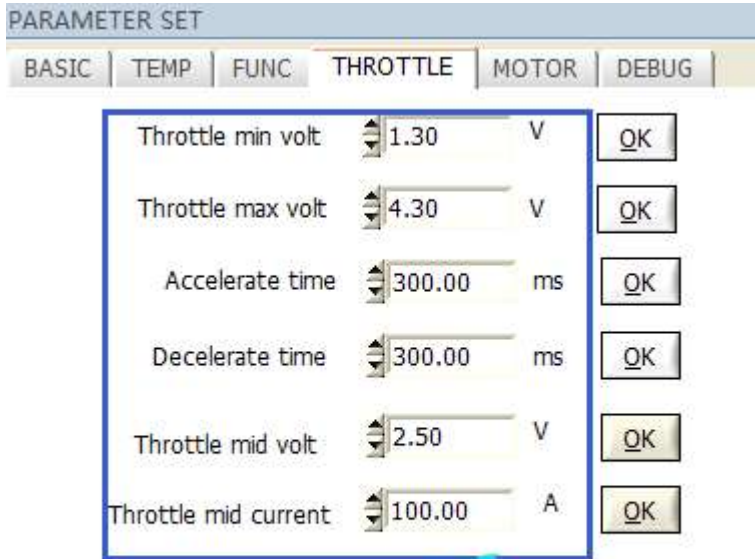 PARAMETER SET
BASIC TEMP FUNC THROTTLE MOTOR DEBUG
Throttle min volt 1.30 V OK
Throttle max volt 4.30 V OK
Accelerate time 300.00 ms OK
Decelerate time 300.00 ms OK
Throttle mid volt 2.50 V OK
Throttle mid current 100.00 A OK